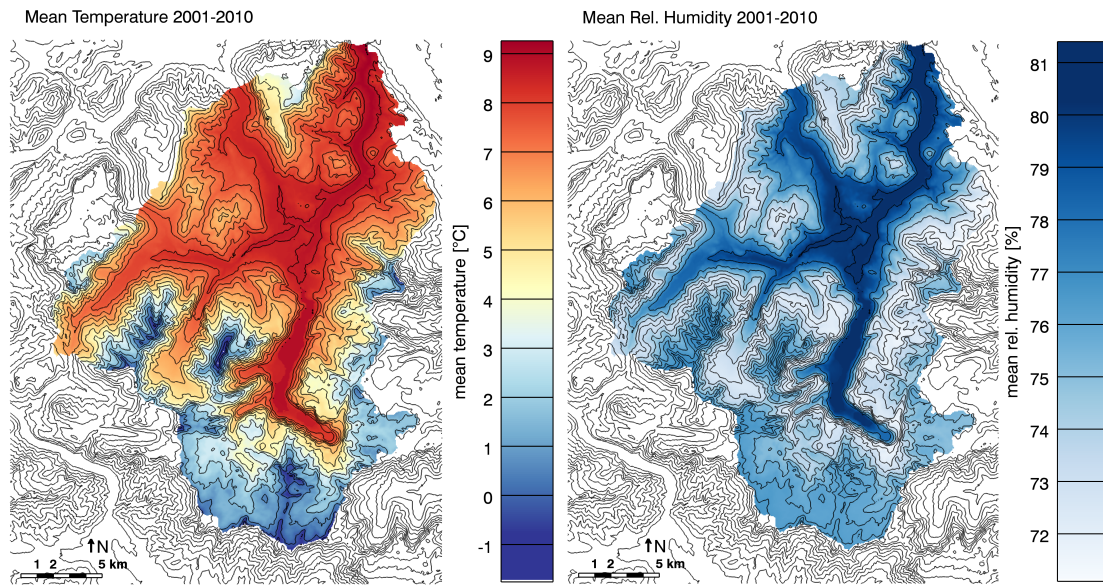 Mean Temperature 2001-2010
9
8
7
6
5
4
3
2
1
0
-1
mean temperature [°C]
N
1 2 5 km
Mean Rel. Humidity 2001-2010
81
80
79
78
77
76
75
74
73
72
mean rel. humidity [%]
N
1 2 5 km